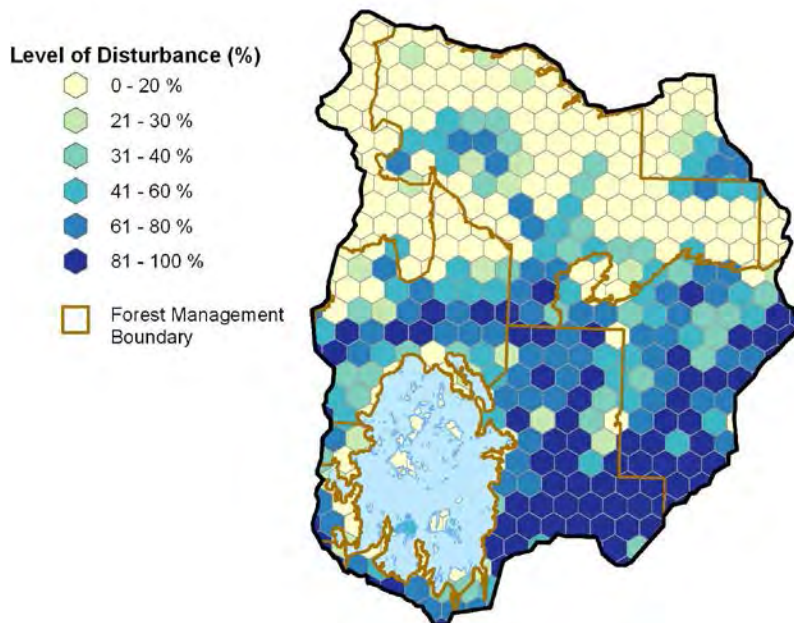 Level of Disturbance (%)
0 - 20 %
21 - 30 %
31 - 40 %
41 - 60 %
61 - 80 %
81 - 100 %
Forest Management
Boundary